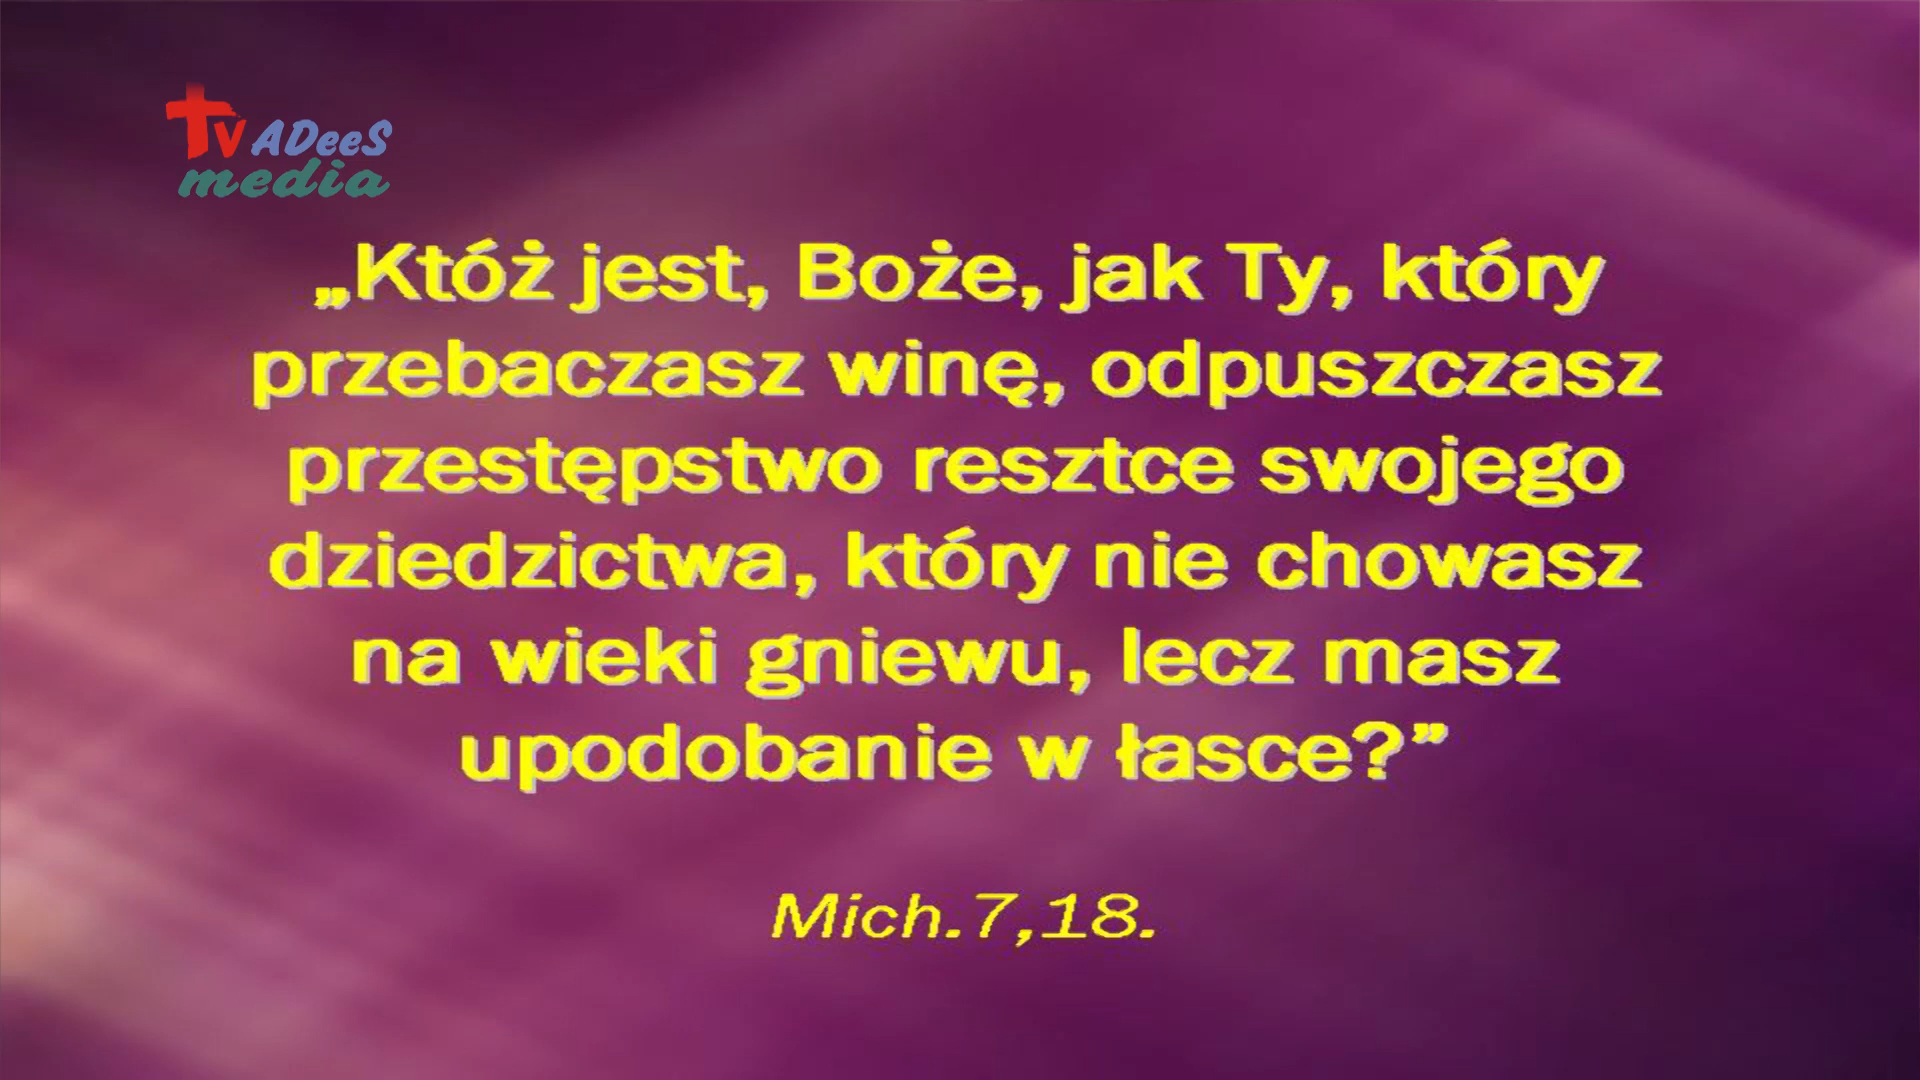 TV ADeeS
media
„Któż jest, Boże, jak Ty, który
przebaczasz winę, odpuszczasz
przestępstwo resztce swojego
dziedzictwa, który nie chowasz
na wieki gniewu, lecz masz
upodobanie w łasce?”
Mich.7,18.